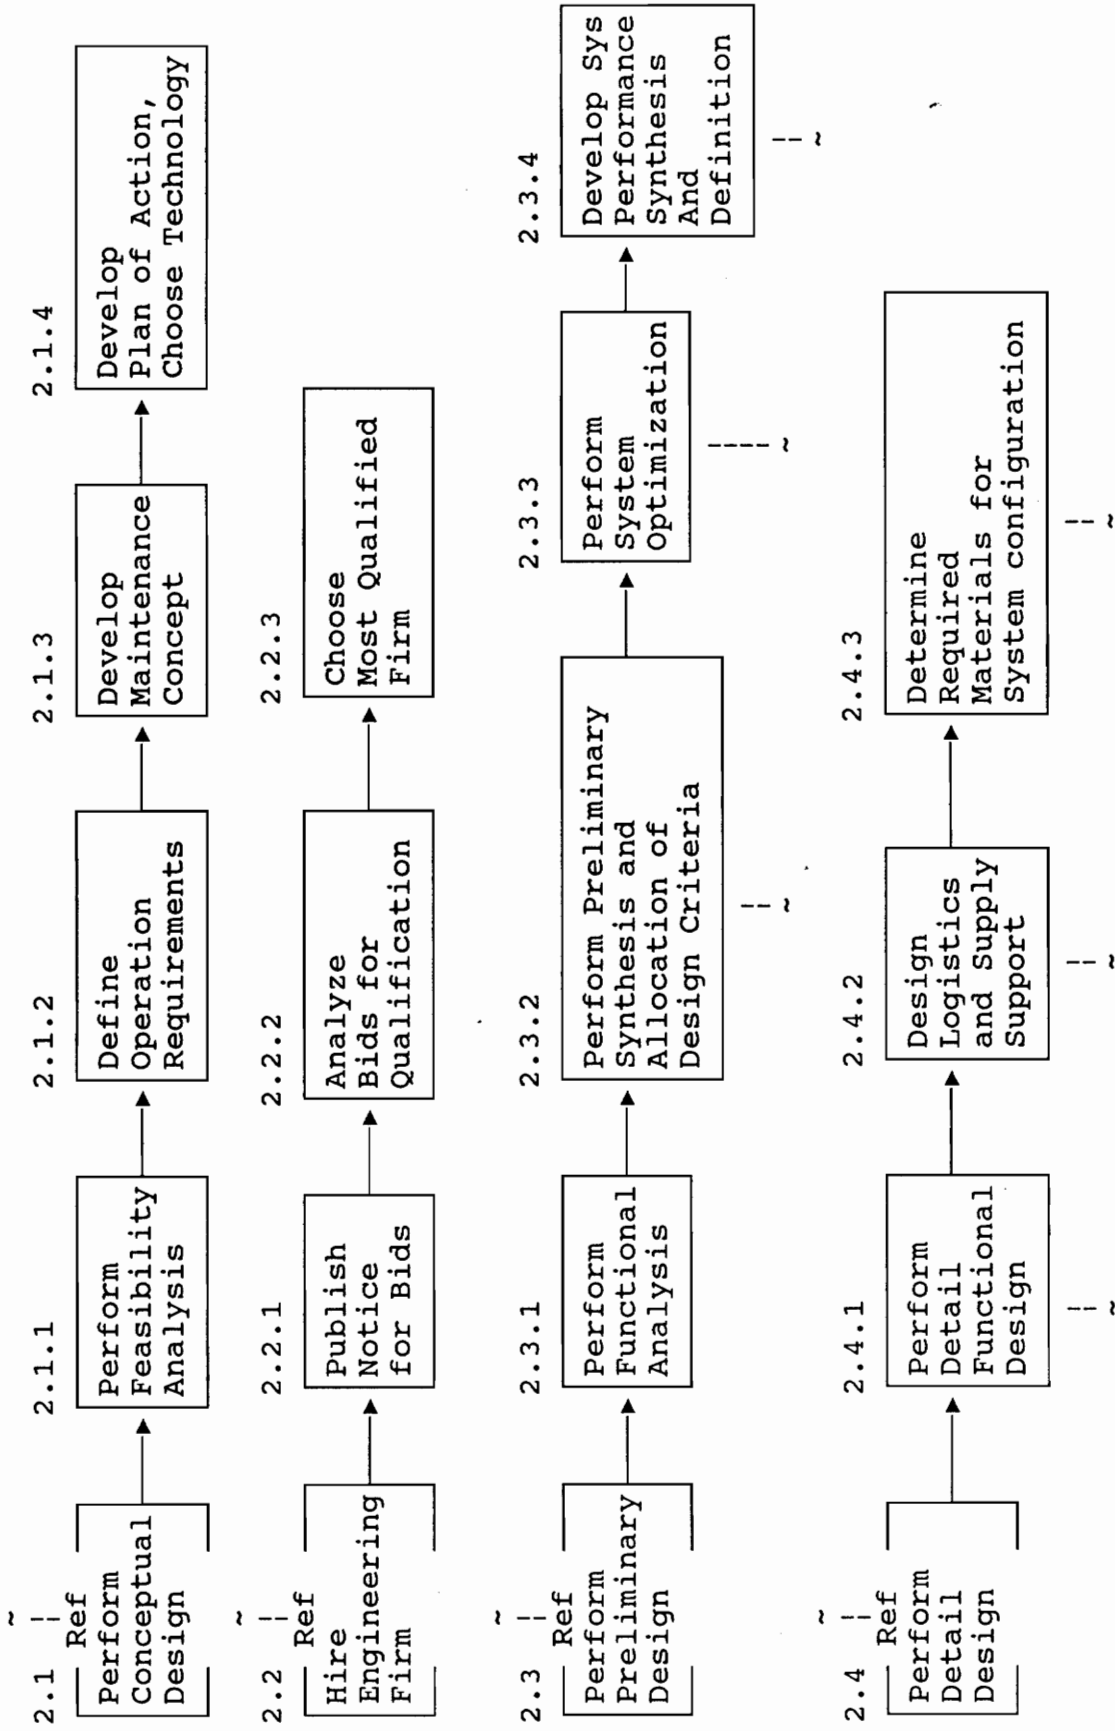 2.1 Ref
Perform
Conceptual
Design
2.1.1
Perform
Feasibility
Analysis
2.1.2
Define
Operation
Requirements
2.1.3
Develop
Maintenance
Concept
2.1.4
Develop
Plan of Action,
Choose Technology
2.2 Ref
Hire
Engineering
Firm
2.2.1
Publish
Notice
for Bids
2.2.2
Analyze
Bids for
Qualification
2.2.3
Choose
Most Qualified
Firm
2.3 Ref
Perform
Preliminary
Design
2.3.1
Perform
Functional
Analysis
2.3.2
Perform Preliminary
Synthesis and
Allocation of
Design Criteria
2.3.3
Perform
System
Optimization
2.3.4
Develop Sys
Performance
Synthesis
And
Definition
2.4 Ref
Perform
Detail
Design
2.4.1
Perform
Detail
Functional
Design
2.4.2
Design
Logistics
and Supply
Support
2.4.3
Determine
Required
Materials for
System configuration